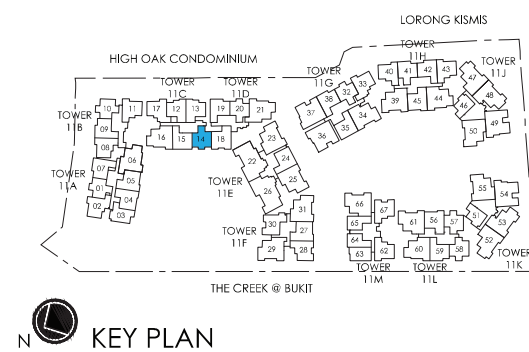 LORONG KISMIS
HIGH OAK CONDOMINIUM
TOWER 11H
TOWER 11G
TOWER 11J
TOWER 11C
TOWER 11D
TOWER 11B
40 41 42 43
47
48
46
50 49
39 45 44
37 38 32 33
36 35 34
10 11
09
08
17 12 13
16 15 14 18
19 20 21
23
22 24
25
26
TOWER 11A
07 06
01 05
02 04
03
TOWER 11E
TOWER 11F
31
30 27
29 28
66 67
65
64
63 62
61 56 57
60 59 58
55 54
51 53
52
TOWER 11M
TOWER 11L
TOWER 11K
THE CREEK @ BUKIT
N
KEY PLAN